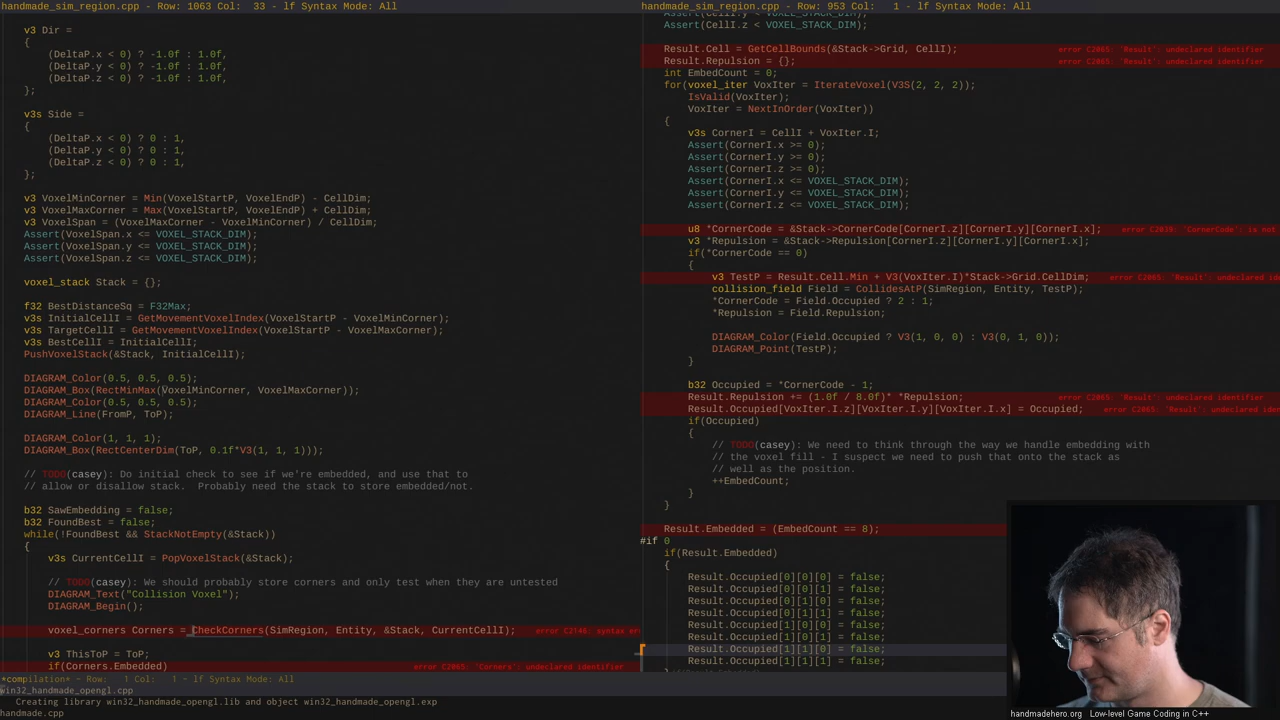 handmade_sim_region.cpp - Row: 1063 Col:  33 - lf Syntax Mode: All
v3 Dir =
{
(DeltaP.x < 0) ? -1.0f : 1.0f,
(DeltaP.y < 0) ? -1.0f : 1.0f,
(DeltaP.z < 0) ? -1.0f : 1.0f,
};
v3s Side =
{
(DeltaP.x < 0) ? 0 : 1,
(DeltaP.y < 0) ? 0 : 1,
(DeltaP.z < 0) ? 0 : 1,
};
v3 VoxelMinCorner = Min(VoxelStartP, VoxelEndP) - CellDim;
v3 VoxelMaxCorner = Max(VoxelStartP, VoxelEndP) + CellDim;
v3 VoxelSpan = (VoxelMaxCorner - VoxelMinCorner) / CellDim;
Assert(VoxelSpan.x <= VOXEL_STACK_DIM);
Assert(VoxelSpan.y <= VOXEL_STACK_DIM);
Assert(VoxelSpan.z <= VOXEL_STACK_DIM);
voxel_stack Stack = {};
f32 BestDistanceSq = F32Max;
v3s InitialCellI = GetMovementVoxelIndex(VoxelStartP - VoxelMinCorner);
v3s TargetCellI = GetMovementVoxelIndex(VoxelStartP - VoxelMinCorner);
v3s BestCellI = InitialCellI;
PushVoxelStack(&Stack, InitialCellI);
DIAGRAM_Color(0.5, 0.5, 0.5);
DIAGRAM_Box(RectMinMax(VoxelMinCorner, VoxelMaxCorner));
DIAGRAM_Color(0.5, 0.5, 0.5);
DIAGRAM_Line(FromP, ToP);
DIAGRAM_Color(1, 1, 1);
DIAGRAM_Box(RectCenterDim(ToP, 0.1f*V3(1, 1, 1)));
// TODO(casey): Do initial check to see if we're embedded, and use that to
// allow or disallow stack.  Probably need the stack to store embedded/not.
b32 SawEmbedding = false;
b32 FoundBest = false;
while(!FoundBest && StackNotEmpty(&Stack))
{
v3s CurrentCellI = PopVoxelStack(&Stack);
// TODO(casey): We should probably store corners and only test when they are untested
DIAGRAM_Text("Collision Voxel");
DIAGRAM_Begin();
voxel_corners Corners = CheckCorners(SimRegion, Entity, &Stack, CurrentCellI);
error C2146: syntax er
v3 ThisToP = ToP;
if(Corners.Embedded)
error C2065: 'Corners': undeclared identifier
handmade_sim_region.cpp - Row: 953 Col:   1 - lf Syntax Mode: All
Assert(CellI.z < VOXEL_STACK_DIM);
Result.Cell = GetCellBounds(&Stack->Grid, CellI);
error C2065: 'Result': undeclared identifier
Result.Repulsion = {};
error C2065: 'Result': undeclared identifier
int EmbedCount = 0;
for(voxel_iter VoxIter = IterateVoxel(V3S(2, 2, 2));
IsValid(VoxIter);
VoxIter = NextInOrder(VoxIter))
{
v3s CornerI = CellI + VoxIter.I;
Assert(CornerI.x >= 0);
Assert(CornerI.y >= 0);
Assert(CornerI.z >= 0);
Assert(CornerI.x <= VOXEL_STACK_DIM);
Assert(CornerI.y <= VOXEL_STACK_DIM);
Assert(CornerI.z <= VOXEL_STACK_DIM);
u8 *CornerCode = &Stack->CornerCode[CornerI.z][CornerI.y][CornerI.x];
error C2039: 'CornerCode': is not
v3 *Repulsion = &Stack->Repulsion[CornerI.z][CornerI.y][CornerI.x];
if(*CornerCode == 0)
{
v3 TestP = Result.Cell.Min + V3(VoxIter.I)*Stack->Grid.CellDim;
error C2065: 'Result': undeclared id
collision_field Field = CollidesAtP(SimRegion, Entity, TestP);
*CornerCode = Field.Occupied ? 2 : 1;
*Repulsion = Field.Repulsion;
DIAGRAM_Color(Field.Occupied ? V3(1, 0, 0) : V3(0, 1, 0));
DIAGRAM_Point(TestP);
}
b32 Occupied = *CornerCode - 1;
Result.Repulsion += (1.0f / 8.0f)* *Repulsion;
error C2065: 'Result': undeclared identifier
Result.Occupied[VoxIter.I.z][VoxIter.I.y][VoxIter.I.x] = Occupied;
error C2065: 'Result': undeclared ide
if(Occupied)
{
// TODO(casey): We need to think through the way we handle embedding with
// the voxel fill - I suspect we need to push that onto the stack as
// well as the position.
++EmbedCount;
}
}
Result.Embedded = (EmbedCount == 8);
#if 0
if(Result.Embedded)
{
Result.Occupied[0][0][0] = false;
Result.Occupied[0][0][1] = false;
Result.Occupied[0][1][0] = false;
Result.Occupied[0][1][1] = false;
Result.Occupied[1][0][0] = false;
Result.Occupied[1][0][1] = false;
Result.Occupied[1][1][0] = false;
Result.Occupied[1][1][1] = false;
*compilation* - Row:   1 Col:   1 - lf Syntax Mode: All
win32_handmade_opengl.cpp
Creating library win32_handmade_opengl.lib and object win32_handmade_opengl.exp
handmade.cpp
handmadehero.org   Low-level Game Coding in C++